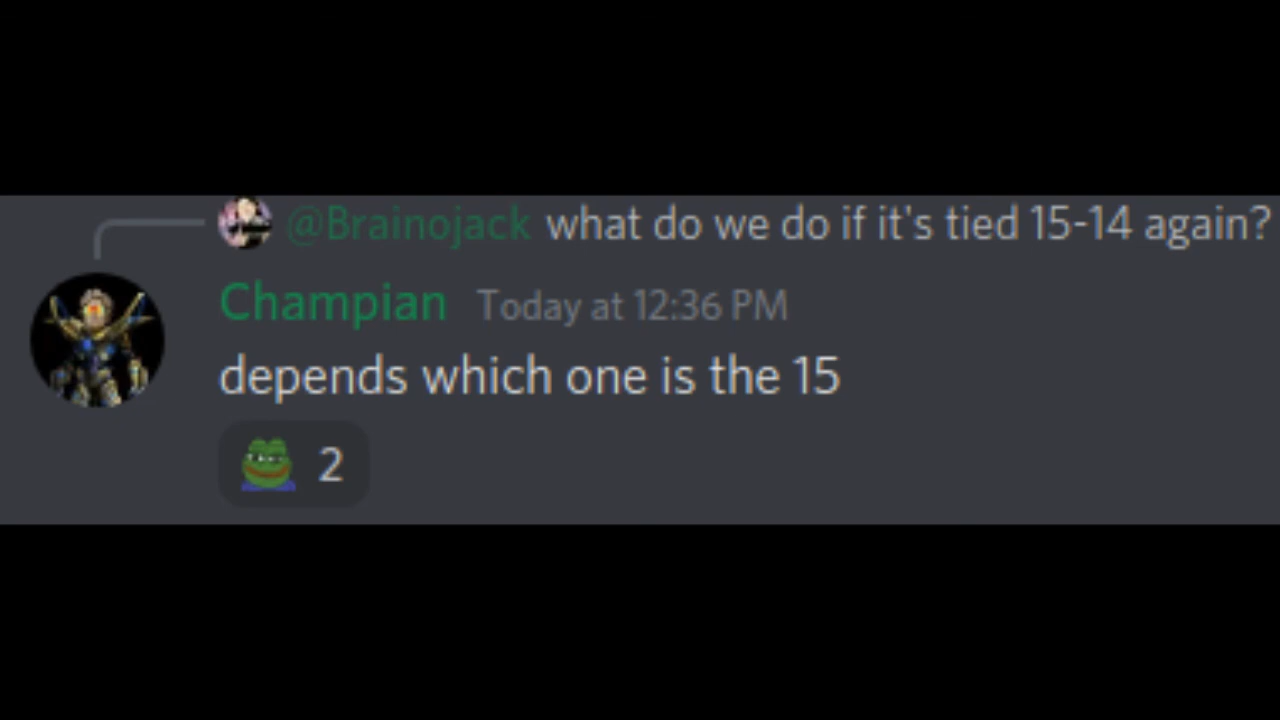 @Brainojack what do we do if it's tied 15-14 again?
Champian Today at 12:36 PM
depends which one is the 15
2